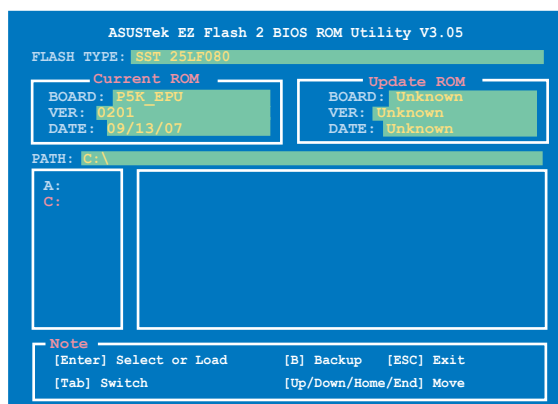 ASUSTek EZ Flash 2 BIOS ROM Utility V3.05
FLASH TYPE: SST 25LF080
Current ROM
BOARD: P5K_EPU
VER: 0201
DATE: 09/13/07
Update ROM
BOARD: Unknown
VER: Unknown
DATE: Unknown
PATH: C:\
A:
C:
Note
[Enter] Select or Load [B] Backup [ESC] Exit
[Tab] Switch [Up/Down/Home/End] Move